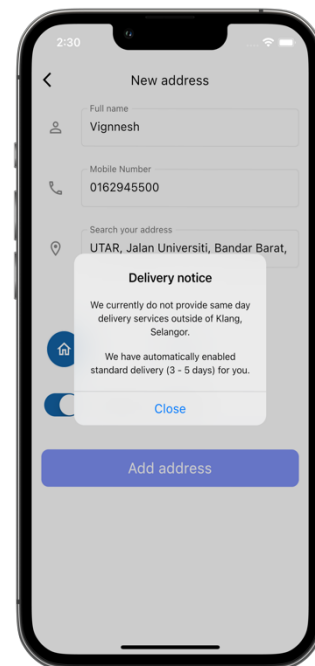 2:30
New address
Full name
Vignnesh
Mobile Number
0162945500
Search your address
UTAR, Jalan Universiti, Bandar Barat,
Delivery notice
We currently do not provide same day
delivery services outside of Klang,
Selangor.
We have automatically enabled
standard delivery (3 - 5 days) for you.
Close
Add address